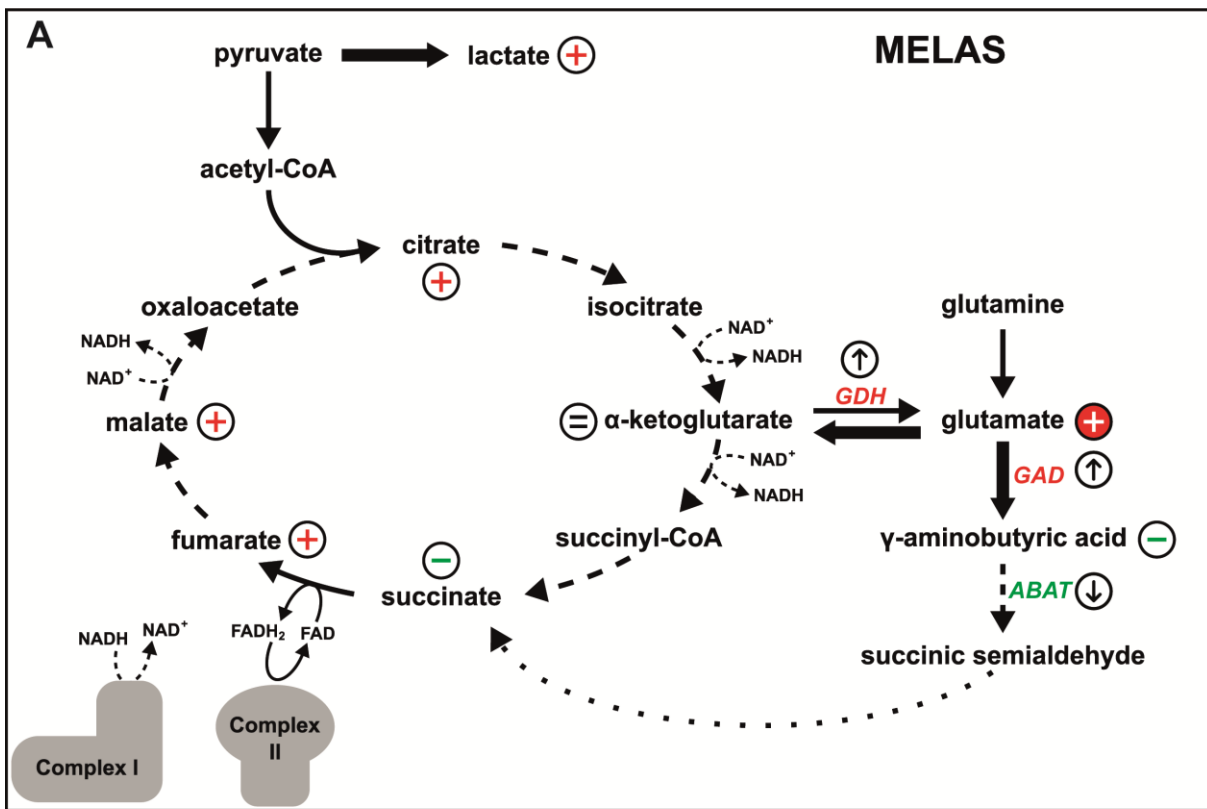 A
MELAS
pyruvate
lactate +
acetyl-CoA
citrate
+
oxaloacetate
isocitrate
glutamine
NADH
NAD⁺
NAD⁺
NADH
↑
GDH
malate +
= α-ketoglutarate
glutamate +
NAD⁺
NADH
GAD ↑
fumarate +
succinyl-CoA
γ-aminobutyric acid −
−
succinate
ABAT ↓
FADH₂
FAD
NADH
NAD⁺
succinic semialdehyde
Complex
II
Complex I